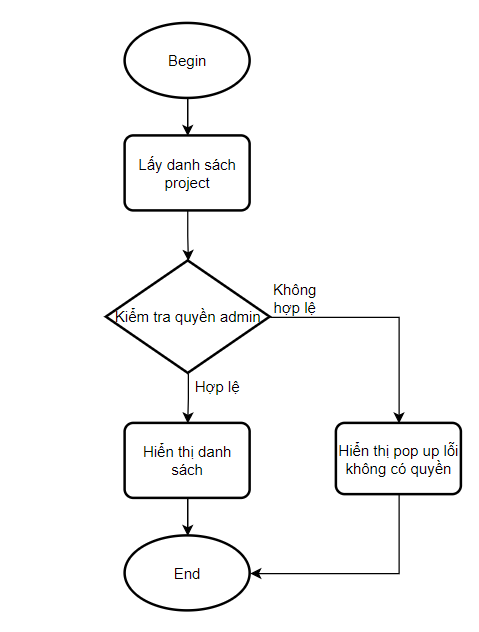 Begin
Lấy danh sách
project
Kiểm tra quyền admin
Không
hợp lệ
Hợp lệ
Hiển thị danh
sách
Hiển thị pop up lỗi
không có quyền
End